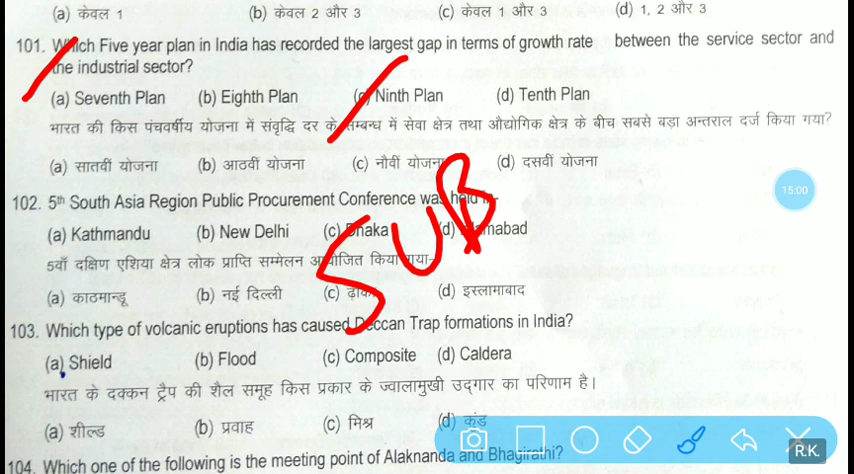 (a) केवल 1 (b) केवल 2 और 3 (c) केवल 1 और 3 (d) 1, 2 और 3
101. Which Five year plan in India has recorded the largest gap in terms of growth rate between the service sector and
the industrial sector?
(a) Seventh Plan (b) Eighth Plan (c) Ninth Plan (d) Tenth Plan
भारत की किस पंचवर्षीय योजना में संवृद्धि दर के सम्बन्ध में सेवा क्षेत्र तथा औद्योगिक क्षेत्र के बीच सबसे बड़ा अन्तराल दर्ज किया गया?
(a) सातवीं योजना (b) आठवीं योजना (c) नौवीं योजना (d) दसवीं योजना
15:00
102. 5th South Asia Region Public Procurement Conference was held in-
(a) Kathmandu (b) New Delhi (c) Dhaka (d) Islamabad
SUB
5वाँ दक्षिण एशिया क्षेत्र लोक प्राप्ति सम्मेलन आयोजित किया गया-
(a) काठमान्डू (b) नई दिल्ली (c) ढाका (d) इस्लामाबाद
103. Which type of volcanic eruptions has caused Deccan Trap formations in India?
(a) Shield (b) Flood (c) Composite (d) Caldera
भारत के दक्कन ट्रैप की शैल समूह किस प्रकार के ज्वालामुखी उद्गार का परिणाम है।
(a) शील्ड (b) प्रवाह (c) मिश्र (d) कुंड
R.K.
104. Which one of the following is the meeting point of Alaknanda and Bhagirathi?